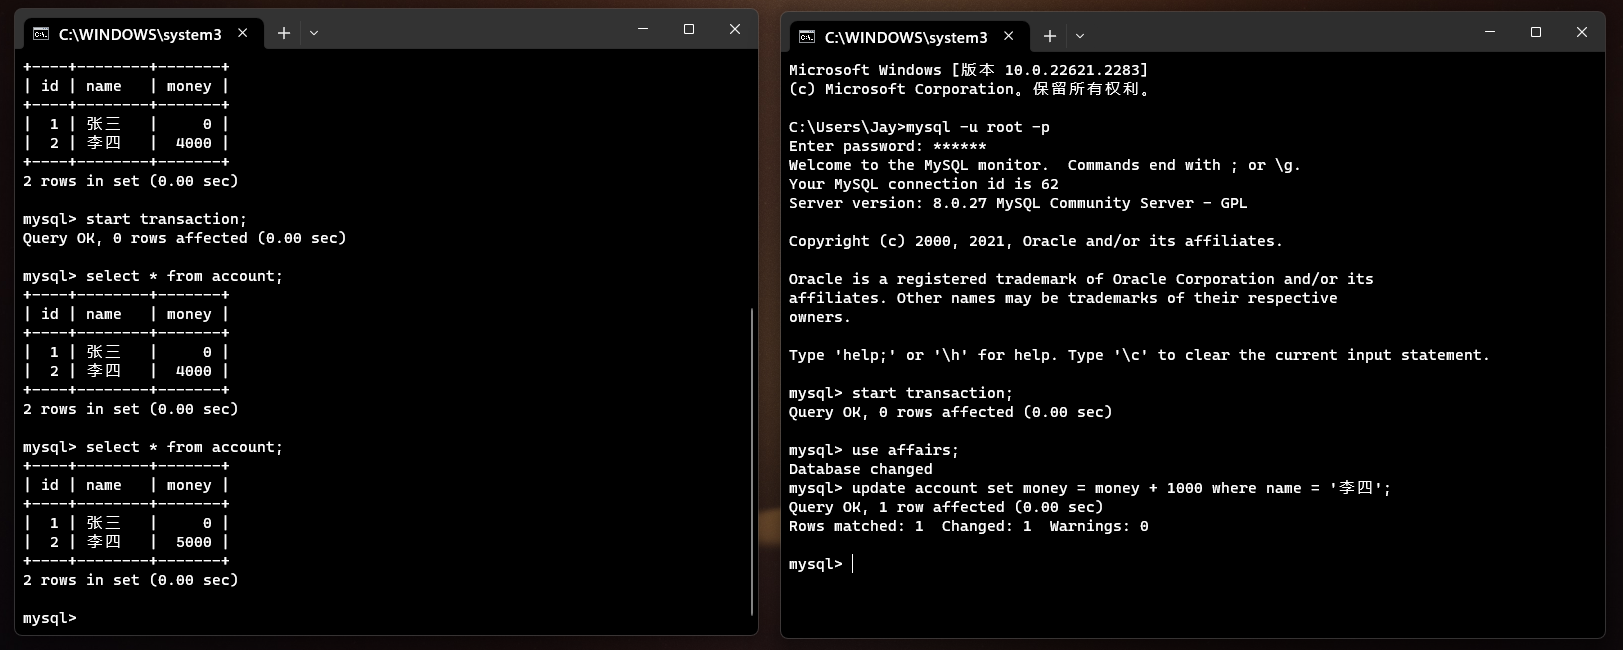 C:\WINDOWS\system3
+----+--------+-------+
| id | name   | money |
+----+--------+-------+
|  1 | 张三   |     0 |
|  2 | 李四   |  4000 |
+----+--------+-------+
2 rows in set (0.00 sec)
mysql> start transaction;
Query OK, 0 rows affected (0.00 sec)
mysql> select * from account;
+----+--------+-------+
| id | name   | money |
+----+--------+-------+
|  1 | 张三   |     0 |
|  2 | 李四   |  4000 |
+----+--------+-------+
2 rows in set (0.00 sec)
mysql> select * from account;
+----+--------+-------+
| id | name   | money |
+----+--------+-------+
|  1 | 张三   |     0 |
|  2 | 李四   |  5000 |
+----+--------+-------+
2 rows in set (0.00 sec)
mysql>
C:\WINDOWS\system3
Microsoft Windows [版本 10.0.22621.2283]
(c) Microsoft Corporation。保留所有权利。
C:\Users\Jay>mysql -u root -p
Enter password: ******
Welcome to the MySQL monitor.  Commands end with ; or \g.
Your MySQL connection id is 62
Server version: 8.0.27 MySQL Community Server - GPL
Copyright (c) 2000, 2021, Oracle and/or its affiliates.
Oracle is a registered trademark of Oracle Corporation and/or its
affiliates. Other names may be trademarks of their respective
owners.
Type 'help;' or '\h' for help. Type '\c' to clear the current input statement.
mysql> start transaction;
Query OK, 0 rows affected (0.00 sec)
mysql> use affairs;
Database changed
mysql> update account set money = money + 1000 where name = '李四';
Query OK, 1 row affected (0.00 sec)
Rows matched: 1  Changed: 1  Warnings: 0
mysql>